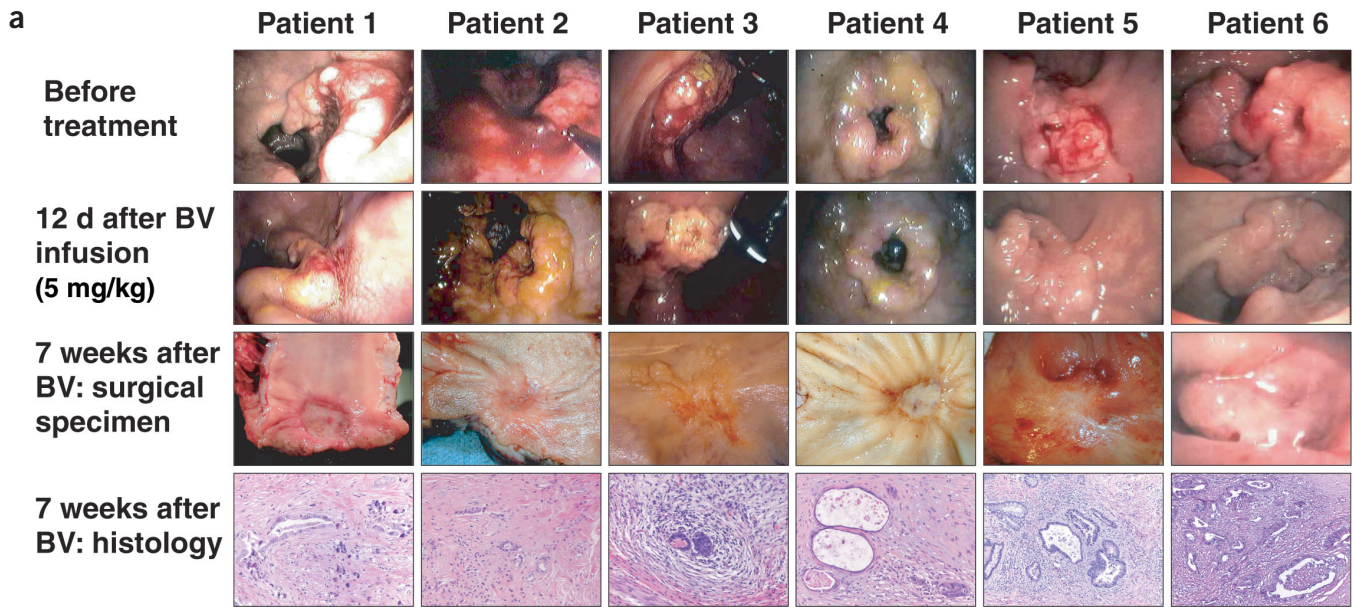 a
Patient 1 Patient 2 Patient 3 Patient 4 Patient 5 Patient 6
Before
treatment
12 d after BV
infusion
(5 mg/kg)
7 weeks after
BV: surgical
specimen
7 weeks after
BV: histology